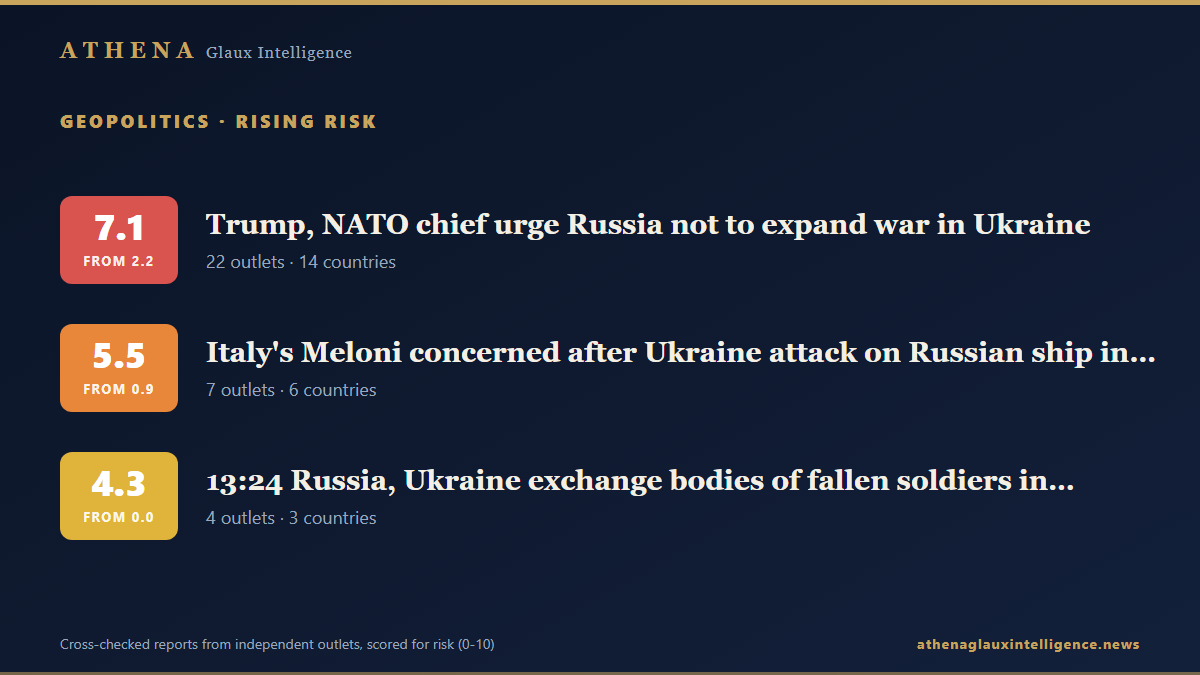 ATHENA Glaux Intelligence
GEOPOLITICS · RISING RISK
7.1
FROM 2.2
Trump, NATO chief urge Russia not to expand war in Ukraine
22 outlets · 14 countries
5.5
FROM 0.9
Italy's Meloni concerned after Ukraine attack on Russian ship in...
7 outlets · 6 countries
4.3
FROM 0.0
13:24 Russia, Ukraine exchange bodies of fallen soldiers in...
4 outlets · 3 countries
Cross-checked reports from independent outlets, scored for risk (0-10)
athenaglauxintelligence.news